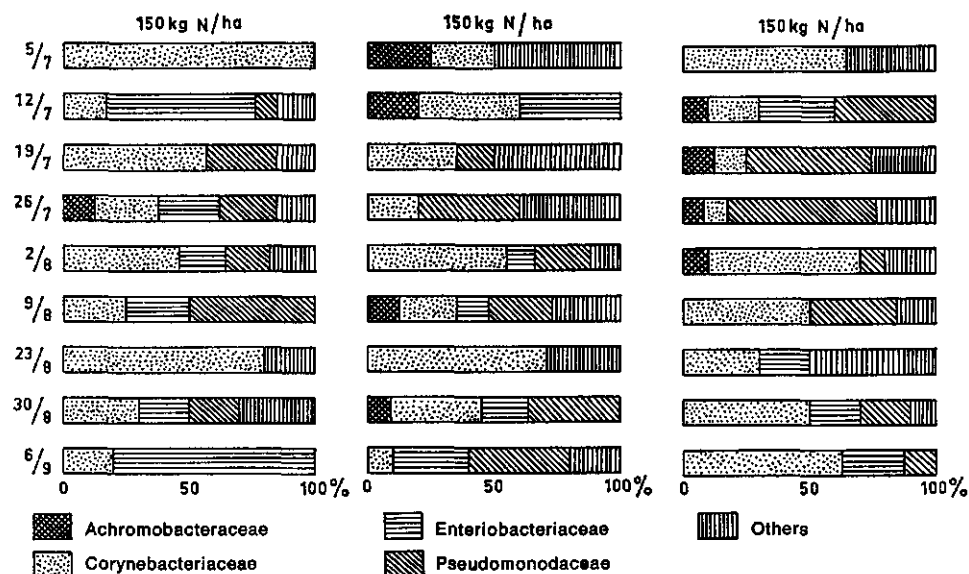 150kg N/ha 150kg N/ha 150kg N/ha
5/7
12/7
19/7
26/7
2/8
9/8
23/8
30/8
6/9
0 50 100% 0 50 100% 0 50 100%
Achromobacteraceae Enteriobacteriaceae Others
Corynebacteriaceae Pseudomonodaceae